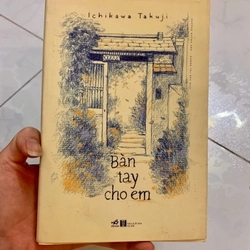 Ichikawa Takuji
Bàn
tay
cho em